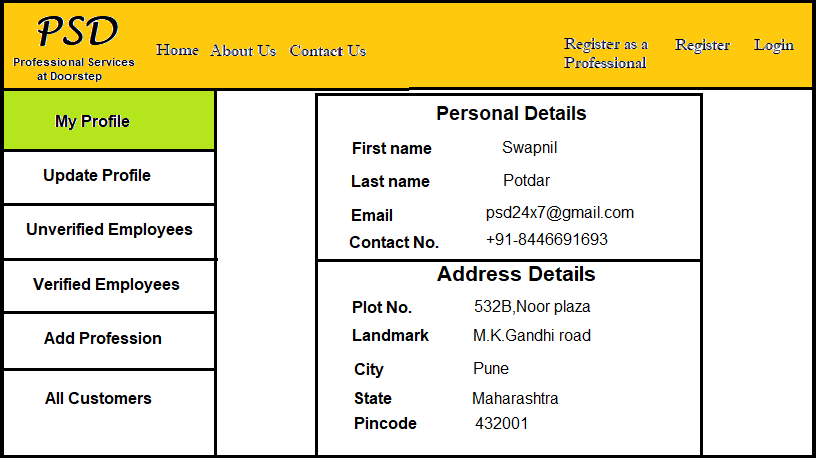 PSD
Professional Services
at Doorstep
Home About Us Contact Us
Register as a
Professional
Register
Login
My Profile
Update Profile
Unverified Employees
Verified Employees
Add Profession
All Customers
Personal Details
First name Swapnil
Last name Potdar
Email psd24x7@gmail.com
Contact No. +91-8446691693
Address Details
Plot No. 532B,Noor plaza
Landmark M.K.Gandhi road
City Pune
State Maharashtra
Pincode 432001